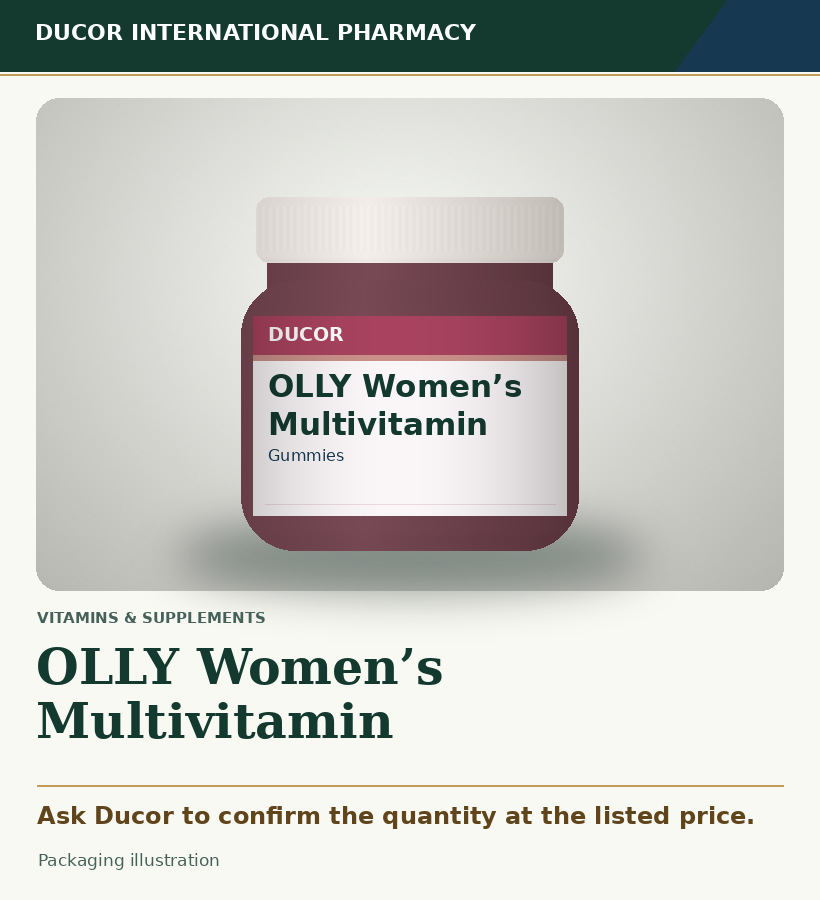 DUCOR INTERNATIONAL PHARMACY
DUCOR
OLLY Women’s
Multivitamin
Gummies
VITAMINS & SUPPLEMENTS
OLLY Women’s
Multivitamin
Ask Ducor to confirm the quantity at the listed price.
Packaging illustration